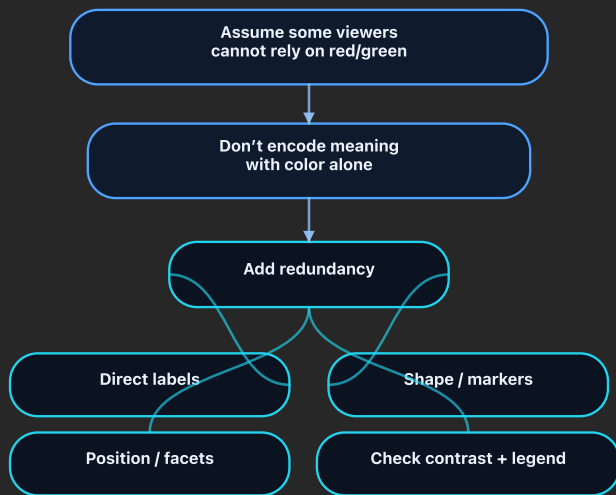 Assume some viewers
cannot rely on red/green
Don’t encode meaning
with color alone
Add redundancy
Direct labels
Shape / markers
Position / facets
Check contrast + legend